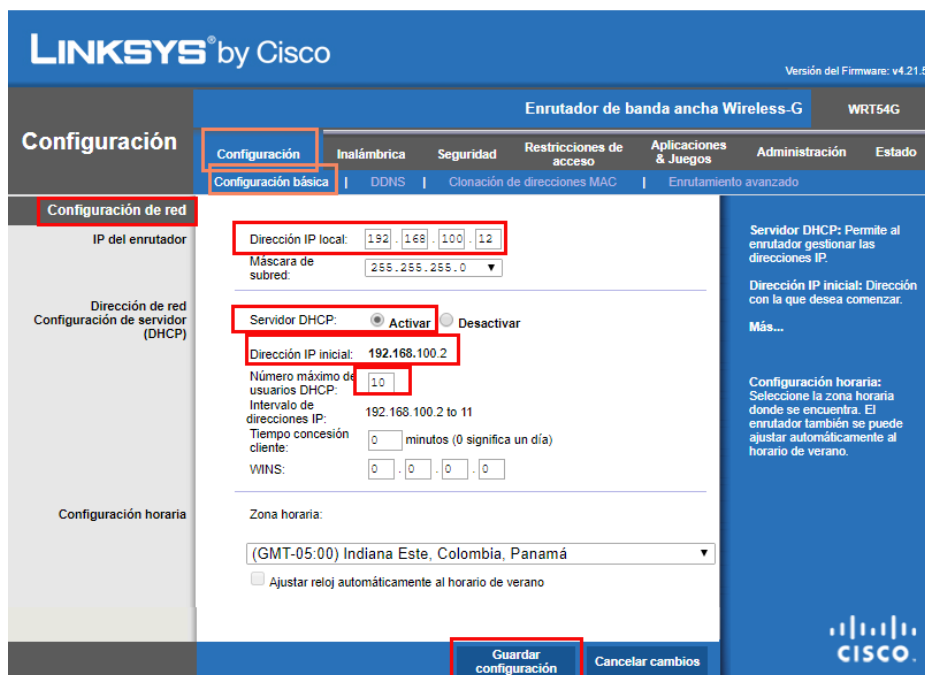 LINKSYS® by Cisco
Versión del Firmware: v4.21.5
Enrutador de banda ancha Wireless-G WRT54G
Configuración
Configuración Inalámbrica Seguridad Restricciones de acceso Aplicaciones & Juegos Administración Estado
Configuración básica | DDNS | Clonación de direcciones MAC | Enrutamiento avanzado
Configuración de red
IP del enrutador
Dirección IP local: 192 . 168 . 100 . 12
Máscara de
subred: 255.255.255.0
Dirección de red
Configuración de servidor
(DHCP)
Servidor DHCP: Activar Desactivar
Dirección IP inicial: 192.168.100.2
Número máximo de
usuarios DHCP: 10
Intervalo de
direcciones IP: 192.168.100.2 to 11
Tiempo concesión
cliente: 0 minutos (0 significa un día)
WINS: 0 . 0 . 0 . 0
Configuración horaria
Zona horaria:
(GMT-05:00) Indiana Este, Colombia, Panamá
Ajustar reloj automáticamente al horario de verano
Servidor DHCP: Permite al
enrutador gestionar las
direcciones IP.
Dirección IP inicial: Dirección
con la que desea comenzar.
Más...
Configuración horaria:
Seleccione la zona horaria
donde se encuentra. El
enrutador también se puede
ajustar automáticamente al
horario de verano.
Guardar
configuración
Cancelar cambios
CISCO.